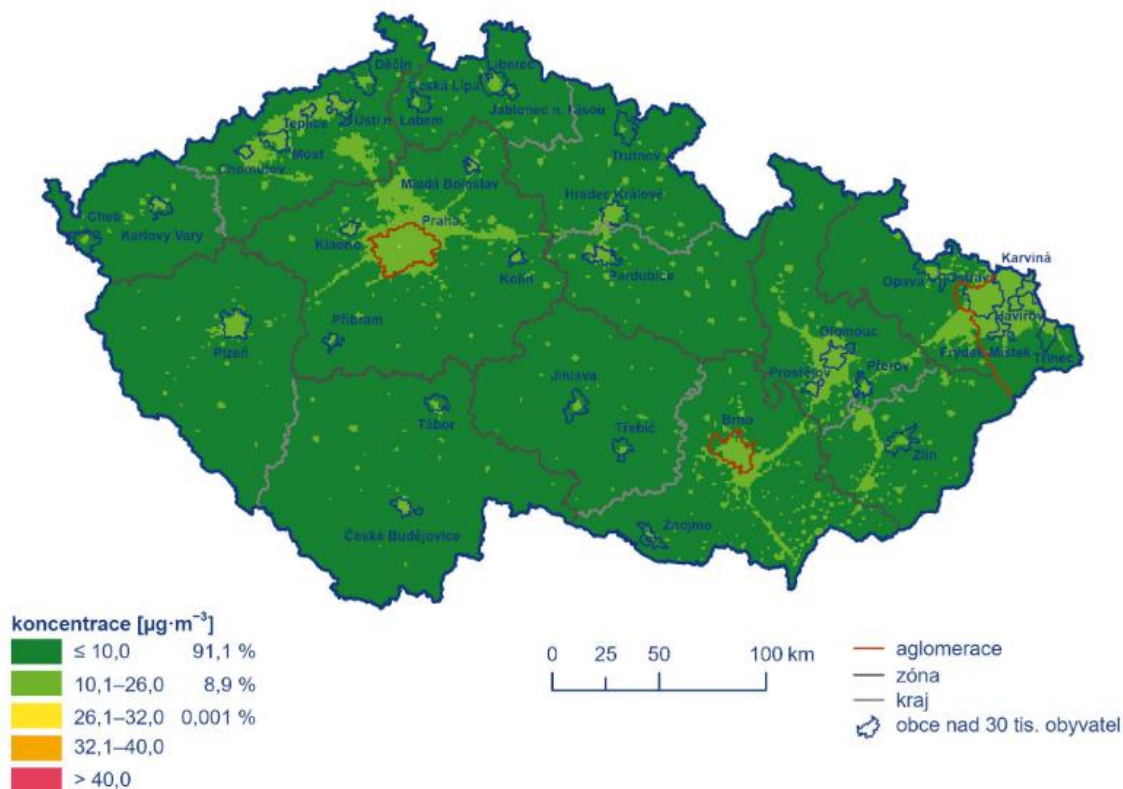 Děčín
Liberec
Česká Lípa
Jablonec n. Nisou
Teplice
Ústí n. Labem
Most
Chomutov
Trutnov
Mladá Boleslav
Hradec Králové
Cheb
Karlovy Vary
Kladno
Praha
Kolín
Pardubice
Karviná
Opava
Ostrava
Havířov
Plzeň
Příbram
Olomouc
Frýdek-Místek
Třinec
Prostějov
Přerov
Jihlava
Tábor
Třebíč
Brno
Zlín
České Budějovice
Znojmo
koncentrace [µg·m⁻³]
≤ 10,0 91,1 %
10,1–26,0 8,9 %
26,1–32,0 0,001 %
32,1–40,0
> 40,0
0 25 50 100 km
aglomerace
zóna
kraj
obce nad 30 tis. obyvatel